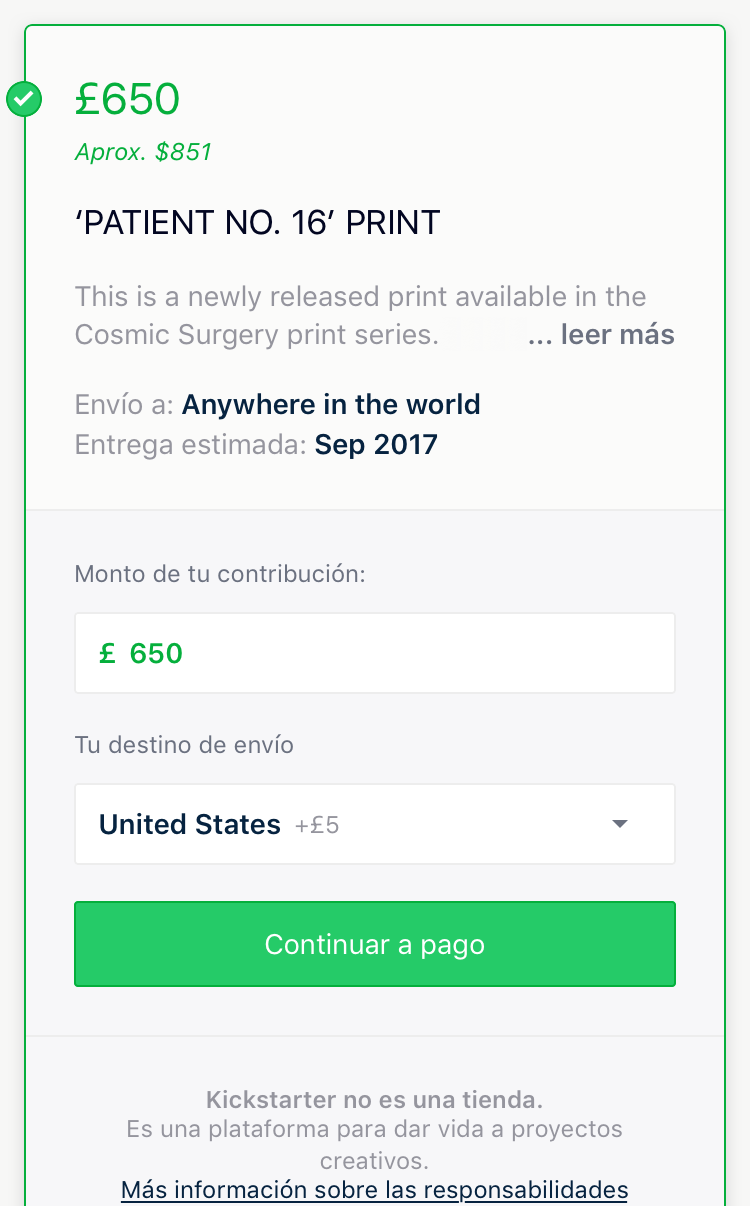 £650
Aprox. $851
‘PATIENT NO. 16’ PRINT
This is a newly released print available in the
Cosmic Surgery print series. ... leer más
Envío a: Anywhere in the world
Entrega estimada: Sep 2017
Monto de tu contribución:
£ 650
Tu destino de envío
United States +£5
Continuar a pago
Kickstarter no es una tienda.
Es una plataforma para dar vida a proyectos
creativos.
Más información sobre las responsabilidades